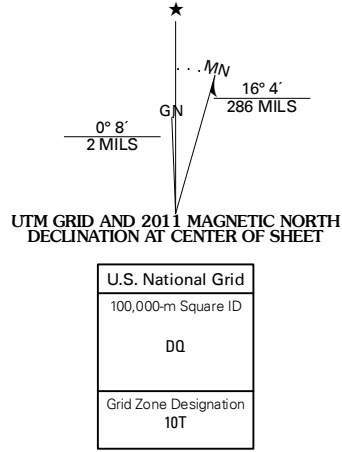 ★
MN
GN
16° 4´
286 MILS
0° 8´
2 MILS
UTM GRID AND 2011 MAGNETIC NORTH
DECLINATION AT CENTER OF SHEET
U.S. National Grid
100,000-m Square ID
DQ
Grid Zone Designation
10T